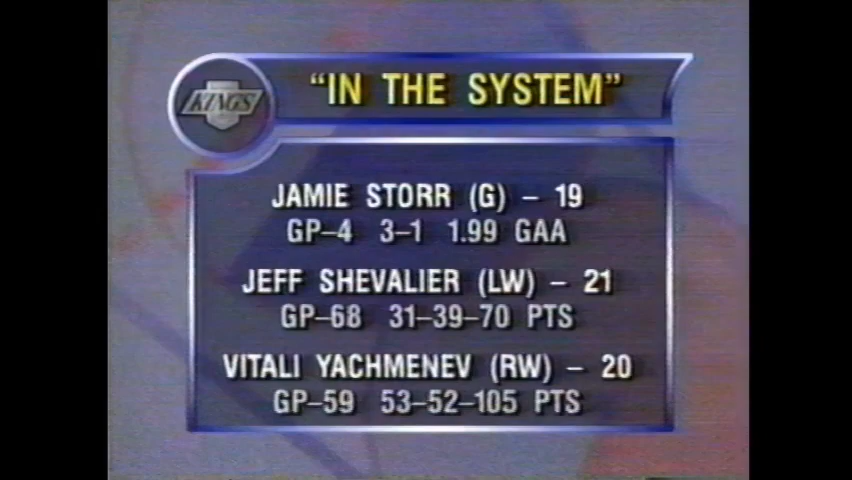 KINGS
"IN THE SYSTEM"
JAMIE STORR (G) – 19
GP–4 3–1 1.99 GAA
JEFF SHEVALIER (LW) – 21
GP–68 31–39–70 PTS
VITALI YACHMENEV (RW) – 20
GP–59 53–52–105 PTS